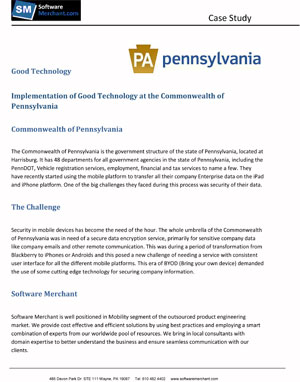 SM Software
Merchant.com
Case Study
PA pennsylvania
Good Technology
Implementation of Good Technology at the Commonwealth of
Pennsylvania
Commonwealth of Pennsylvania
The Commonwealth of Pennsylvania is the government structure of the state of Pennsylvania, located at
Harrisburg. It has 48 departments for all government agencies in the state of Pennsylvania, including the
PennDOT, Vehicle registration services, employment, financial and tax services to name a few. They
have recently started using the mobile platform to transfer all their company Enterprise data on the iPad
and iPhone platform. One of the big challenges they faced during this process was security of their data.
The Challenge
Security in mobile devices has become the need of the hour. The whole umbrella of the Commonwealth
of Pennsylvania was in need of a secure data encryption service, primarily for sensitive company data
like company emails and other remote communication. This was during a period of transformation from
Blackberry to iPhones or Androids and this posed a new challenge of needing a service with consistent
user interface for all the different mobile platforms. This era of BYOD (Bring your own device) demanded
the use of some cutting edge technology for securing company information.
Software Merchant
Software Merchant is well positioned in Mobility segment of the outsourced product engineering
market. We provide cost effective and efficient solutions by using best practices and employing a smart
combination of experts from our worldwide pool of resources. We bring in local consultants with
domain expertise to better understand the business and ensure seamless communication with our
clients.
485 Devon Park Dr. STE 111 Wayne, PA 19087 Tel: 610 482 4402 www.softwaremerchant.com